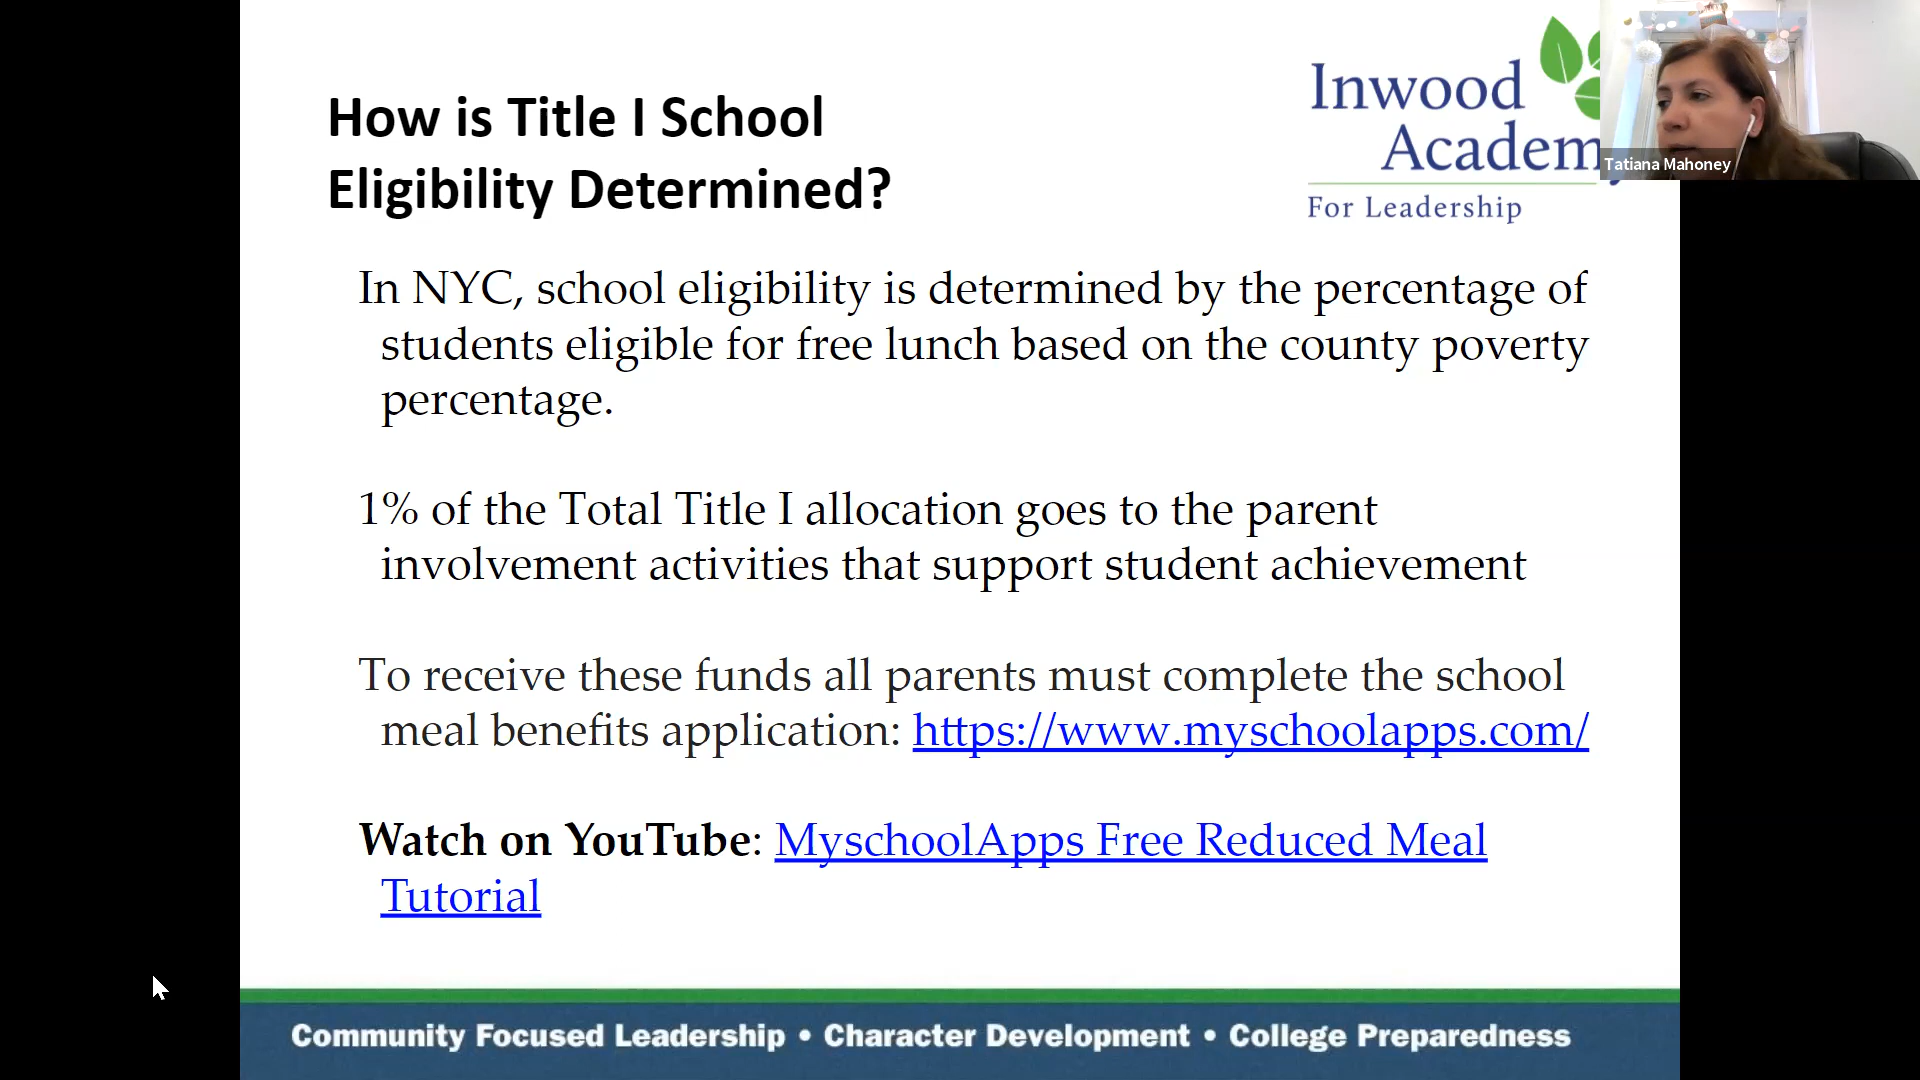 How is Title I School
Eligibility Determined?
Inwood
Academy
For Leadership
Tatiana Mahoney
In NYC, school eligibility is determined by the percentage of
students eligible for free lunch based on the county poverty
percentage.
1% of the Total Title I allocation goes to the parent
involvement activities that support student achievement
To receive these funds all parents must complete the school
meal benefits application: https://www.myschoolapps.com/
Watch on YouTube: MyschoolApps Free Reduced Meal
Tutorial
Community Focused Leadership • Character Development • College Preparedness